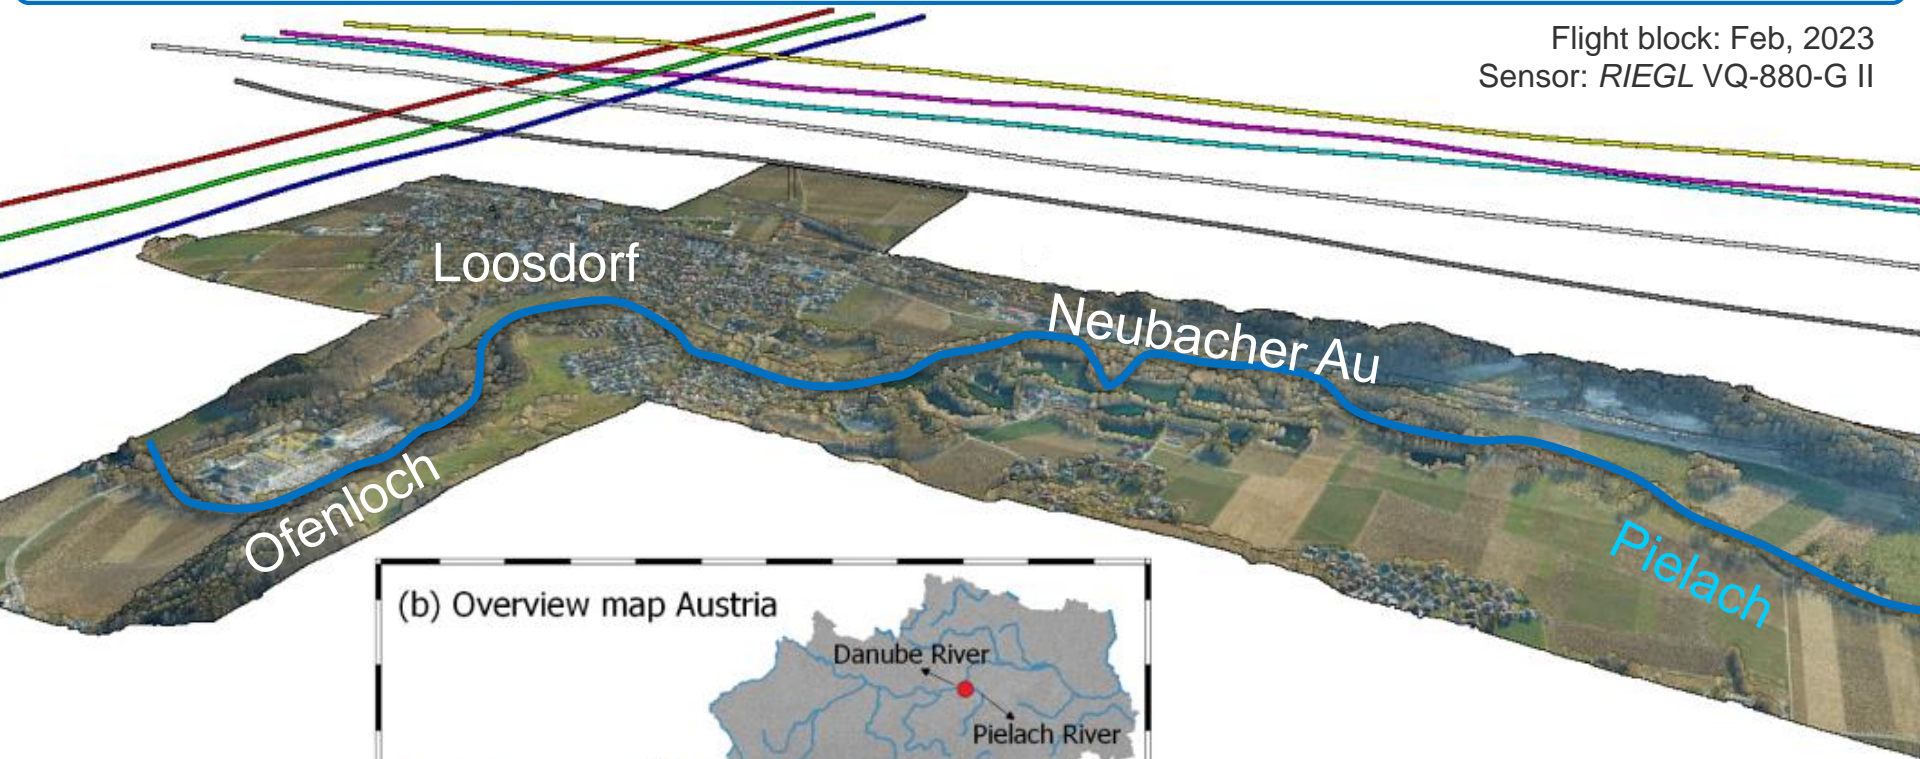 Flight block: Feb, 2023
Sensor: RIEGL VQ-880-G II
Loosdorf
Neubacher Au
Ofenloch
Pielach
(b) Overview map Austria
Danube River
Pielach River